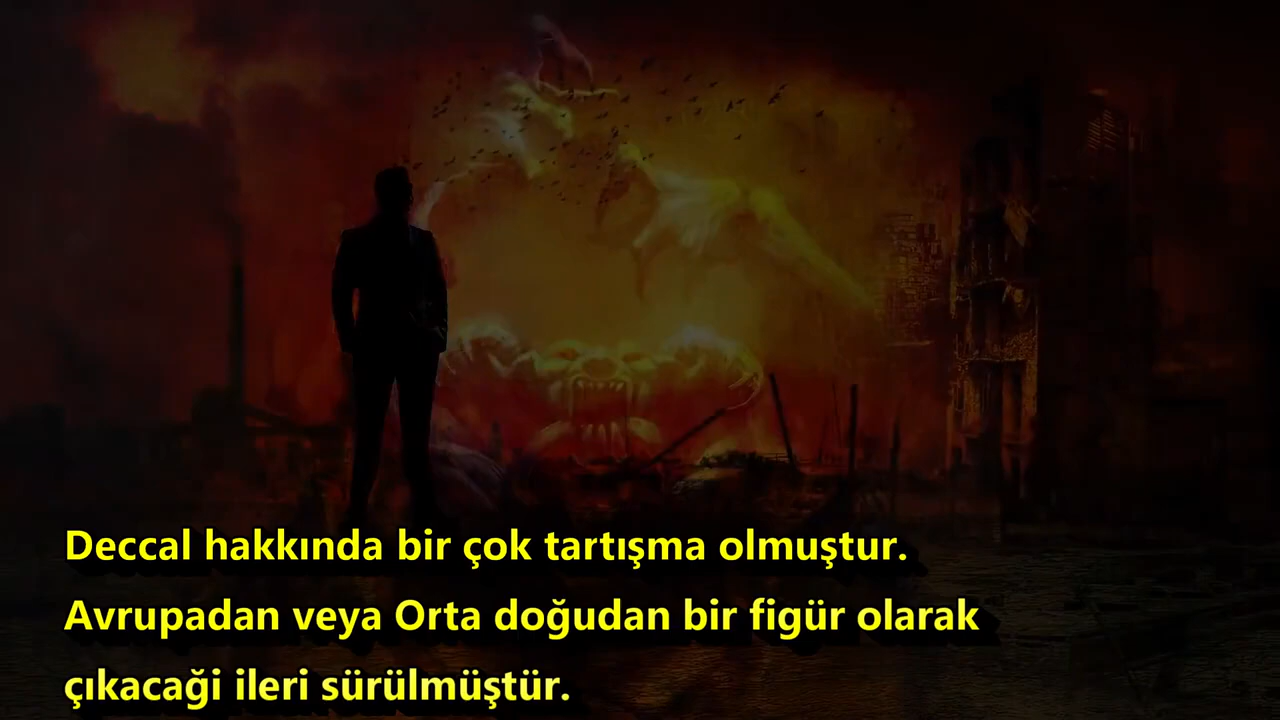 Deccal hakkında bir çok tartışma olmuştur.
Avrupadan veya Orta doğudan bir figür olarak
çıkacaği ileri sürülmüştür.